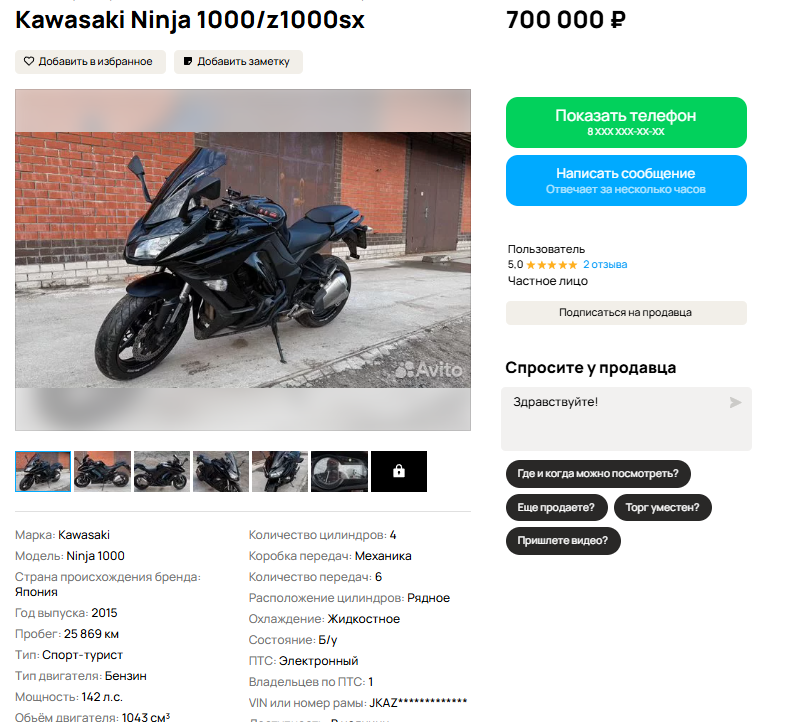 Kawasaki Ninja 1000/z1000sx
700 000 ₽
Добавить в избранное
Добавить заметку
Показать телефон
8 XXX XXX-XX-XX
Написать сообщение
Отвечает за несколько часов
Пользователь
5,0 ★★★★★ 2 отзыва
Частное лицо
Подписаться на продавца
Спросите у продавца
Здравствуйте!
Где и когда можно посмотреть?
Еще продаете?
Торг уместен?
Пришлете видео?
Avito
Марка: Kawasaki
Модель: Ninja 1000
Страна происхождения бренда:
Япония
Год выпуска: 2015
Пробег: 25 869 км
Тип: Спорт-турист
Тип двигателя: Бензин
Мощность: 142 л.с.
Объём двигателя: 1043 см³
Количество цилиндров: 4
Коробка передач: Механика
Количество передач: 6
Расположение цилиндров: Рядное
Охлаждение: Жидкостное
Состояние: Б/у
ПТС: Электронный
Владельцев по ПТС: 1
VIN или номер рамы: JKAZ*************